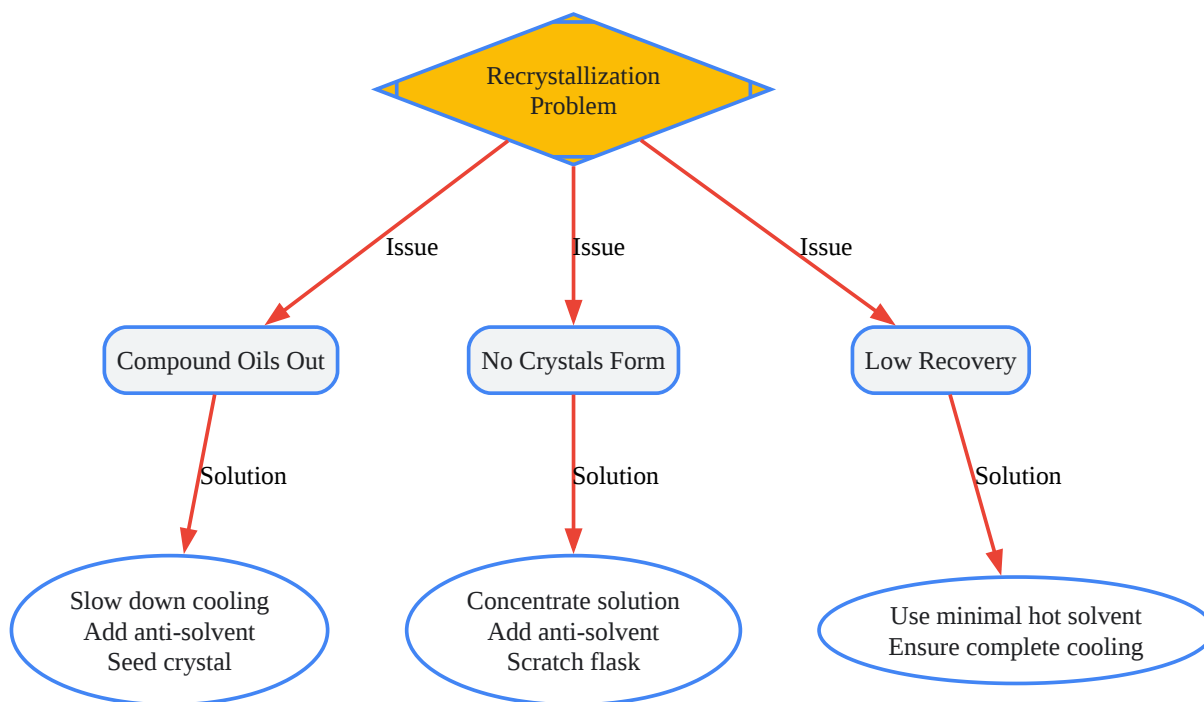 Recrystallization
Problem
Issue
Issue
Issue
Compound Oils Out
No Crystals Form
Low Recovery
Solution
Solution
Solution
Slow down cooling
Add anti-solvent
Seed crystal
Concentrate solution
Add anti-solvent
Scratch flask
Use minimal hot solvent
Ensure complete cooling